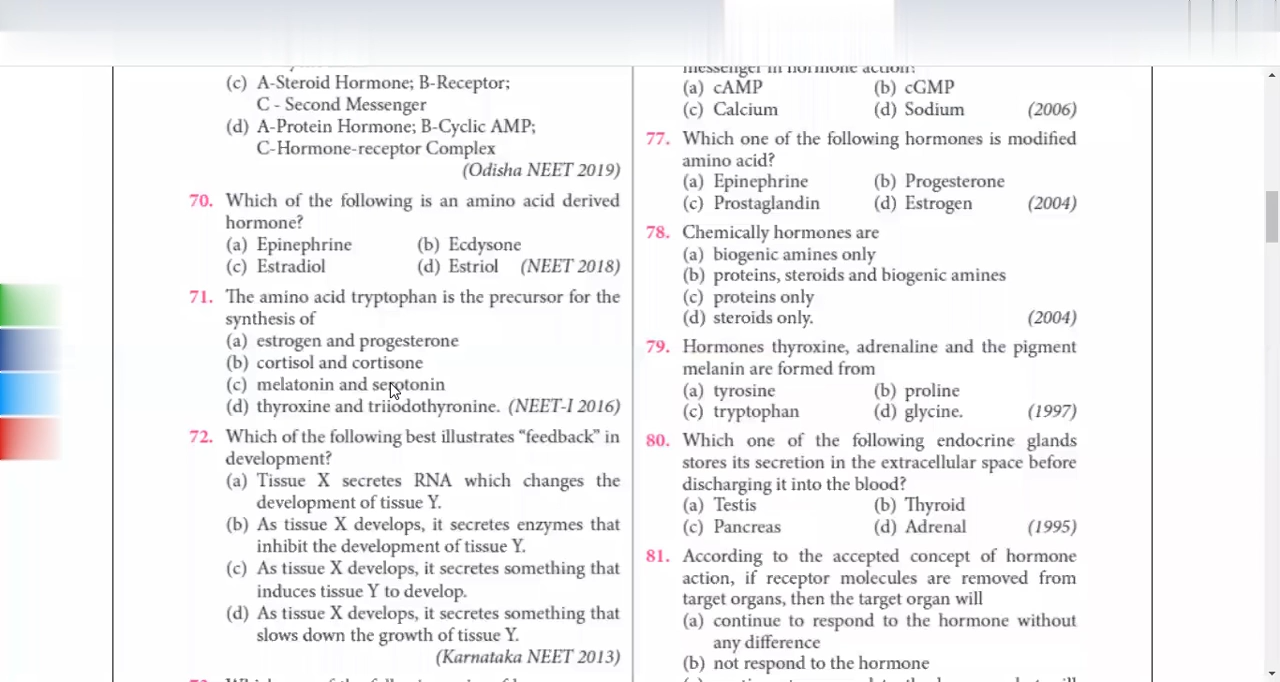 (c) A-Steroid Hormone; B-Receptor;
C - Second Messenger
(d) A-Protein Hormone; B-Cyclic AMP;
C-Hormone-receptor Complex
(Odisha NEET 2019)
70. Which of the following is an amino acid derived
hormone?
(a) Epinephrine (b) Ecdysone
(c) Estradiol (d) Estriol (NEET 2018)
71. The amino acid tryptophan is the precursor for the
synthesis of
(a) estrogen and progesterone
(b) cortisol and cortisone
(c) melatonin and serotonin
(d) thyroxine and triiodothyronine. (NEET-I 2016)
72. Which of the following best illustrates “feedback” in
development?
(a) Tissue X secretes RNA which changes the
development of tissue Y.
(b) As tissue X develops, it secretes enzymes that
inhibit the development of tissue Y.
(c) As tissue X develops, it secretes something that
induces tissue Y to develop.
(d) As tissue X develops, it secretes something that
slows down the growth of tissue Y.
(Karnataka NEET 2013)
messenger in hormone action?
(a) cAMP (b) cGMP
(c) Calcium (d) Sodium (2006)
77. Which one of the following hormones is modified
amino acid?
(a) Epinephrine (b) Progesterone
(c) Prostaglandin (d) Estrogen (2004)
78. Chemically hormones are
(a) biogenic amines only
(b) proteins, steroids and biogenic amines
(c) proteins only
(d) steroids only. (2004)
79. Hormones thyroxine, adrenaline and the pigment
melanin are formed from
(a) tyrosine (b) proline
(c) tryptophan (d) glycine. (1997)
80. Which one of the following endocrine glands
stores its secretion in the extracellular space before
discharging it into the blood?
(a) Testis (b) Thyroid
(c) Pancreas (d) Adrenal (1995)
81. According to the accepted concept of hormone
action, if receptor molecules are removed from
target organs, then the target organ will
(a) continue to respond to the hormone without
any difference
(b) not respond to the hormone